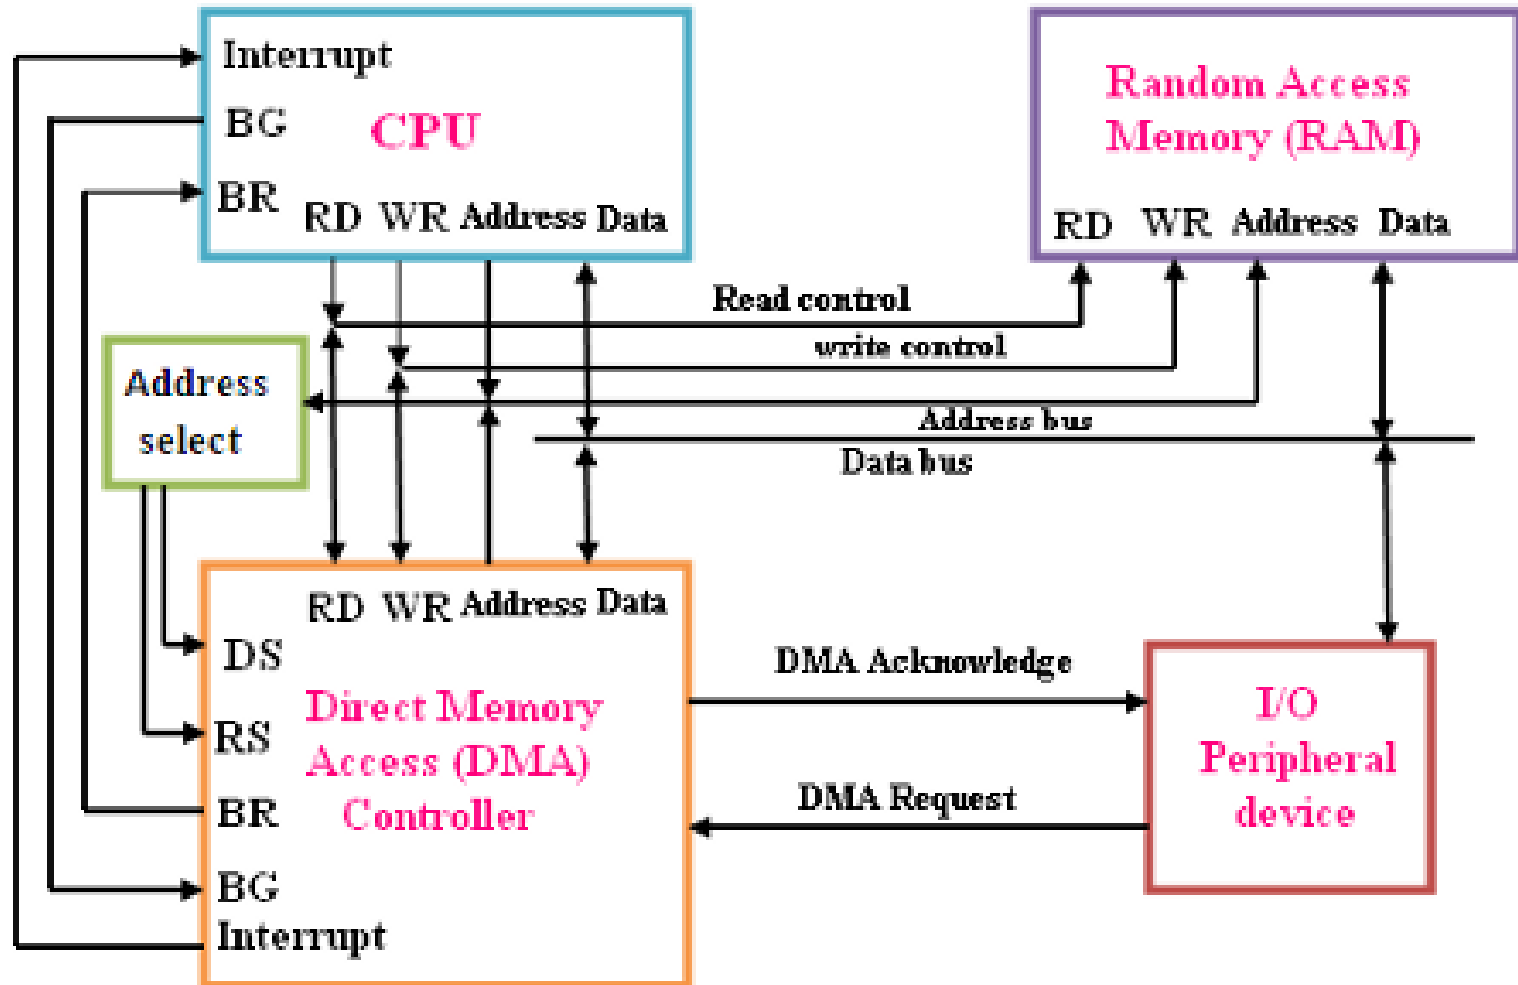 Interrupt
BG
CPU
BR
RD WR Address Data
Random Access
Memory (RAM)
RD WR Address Data
Read control
write control
Address
select
Address bus
Data bus
RD WR Address Data
DS
Direct Memory
Access (DMA)
Controller
RS
BR
BG
Interrupt
DMA Acknowledge
DMA Request
I/O
Peripheral
device